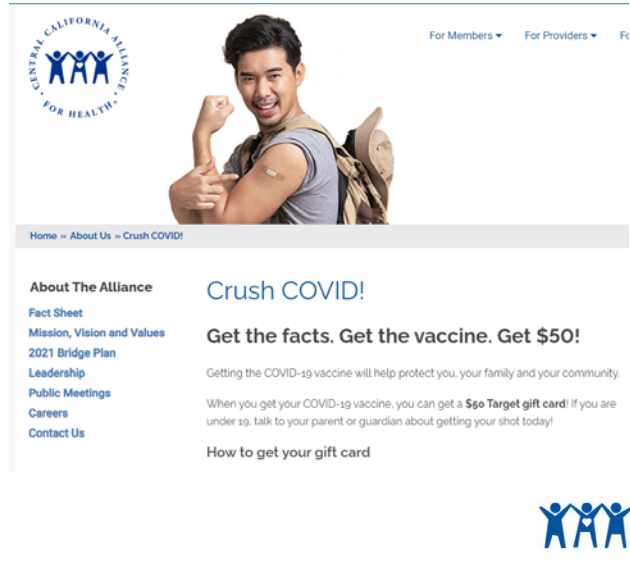 CENTRAL CALIFORNIA ALLIANCE
FOR HEALTH
For Members For Providers
Home » About Us » Crush COVID!
About The Alliance
Fact Sheet
Mission, Vision and Values
2021 Bridge Plan
Leadership
Public Meetings
Careers
Contact Us
Crush COVID!
Get the facts. Get the vaccine. Get $50!
Getting the COVID-19 vaccine will help protect you, your family and your community.
When you get your COVID-19 vaccine, you can get a $50 Target gift card! If you are
under 19, talk to your parent or guardian about getting your shot today!
How to get your gift card